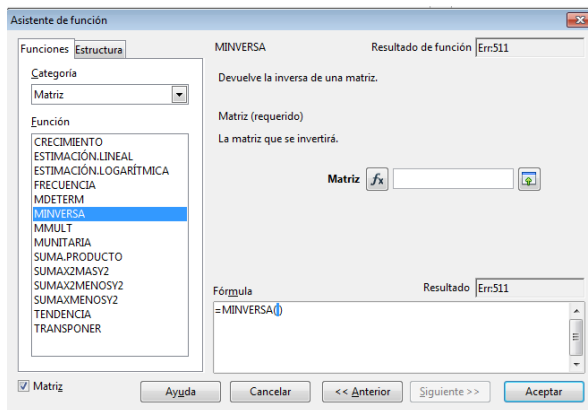 Asistente de función
Funciones Estructura
MINVERSA
Resultado de función Err:511
Categoría
Matriz
Devuelve la inversa de una matriz.
Función
CRECIMIENTO
ESTIMACIÓN.LINEAL
ESTIMACIÓN.LOGARÍTMICA
FRECUENCIA
MDETERM
MINVERSA
MMULT
MUNITARIA
SUMA.PRODUCTO
SUMAX2MASY2
SUMAX2MENOSY2
SUMAXMENOSY2
TENDENCIA
TRANSPONER
Matriz (requerido)
La matriz que se invertirá.
Matriz fx
Fórmula
Resultado Err:511
=MINVERSA()
Matriz
Ayuda Cancelar << Anterior Siguiente >> Aceptar